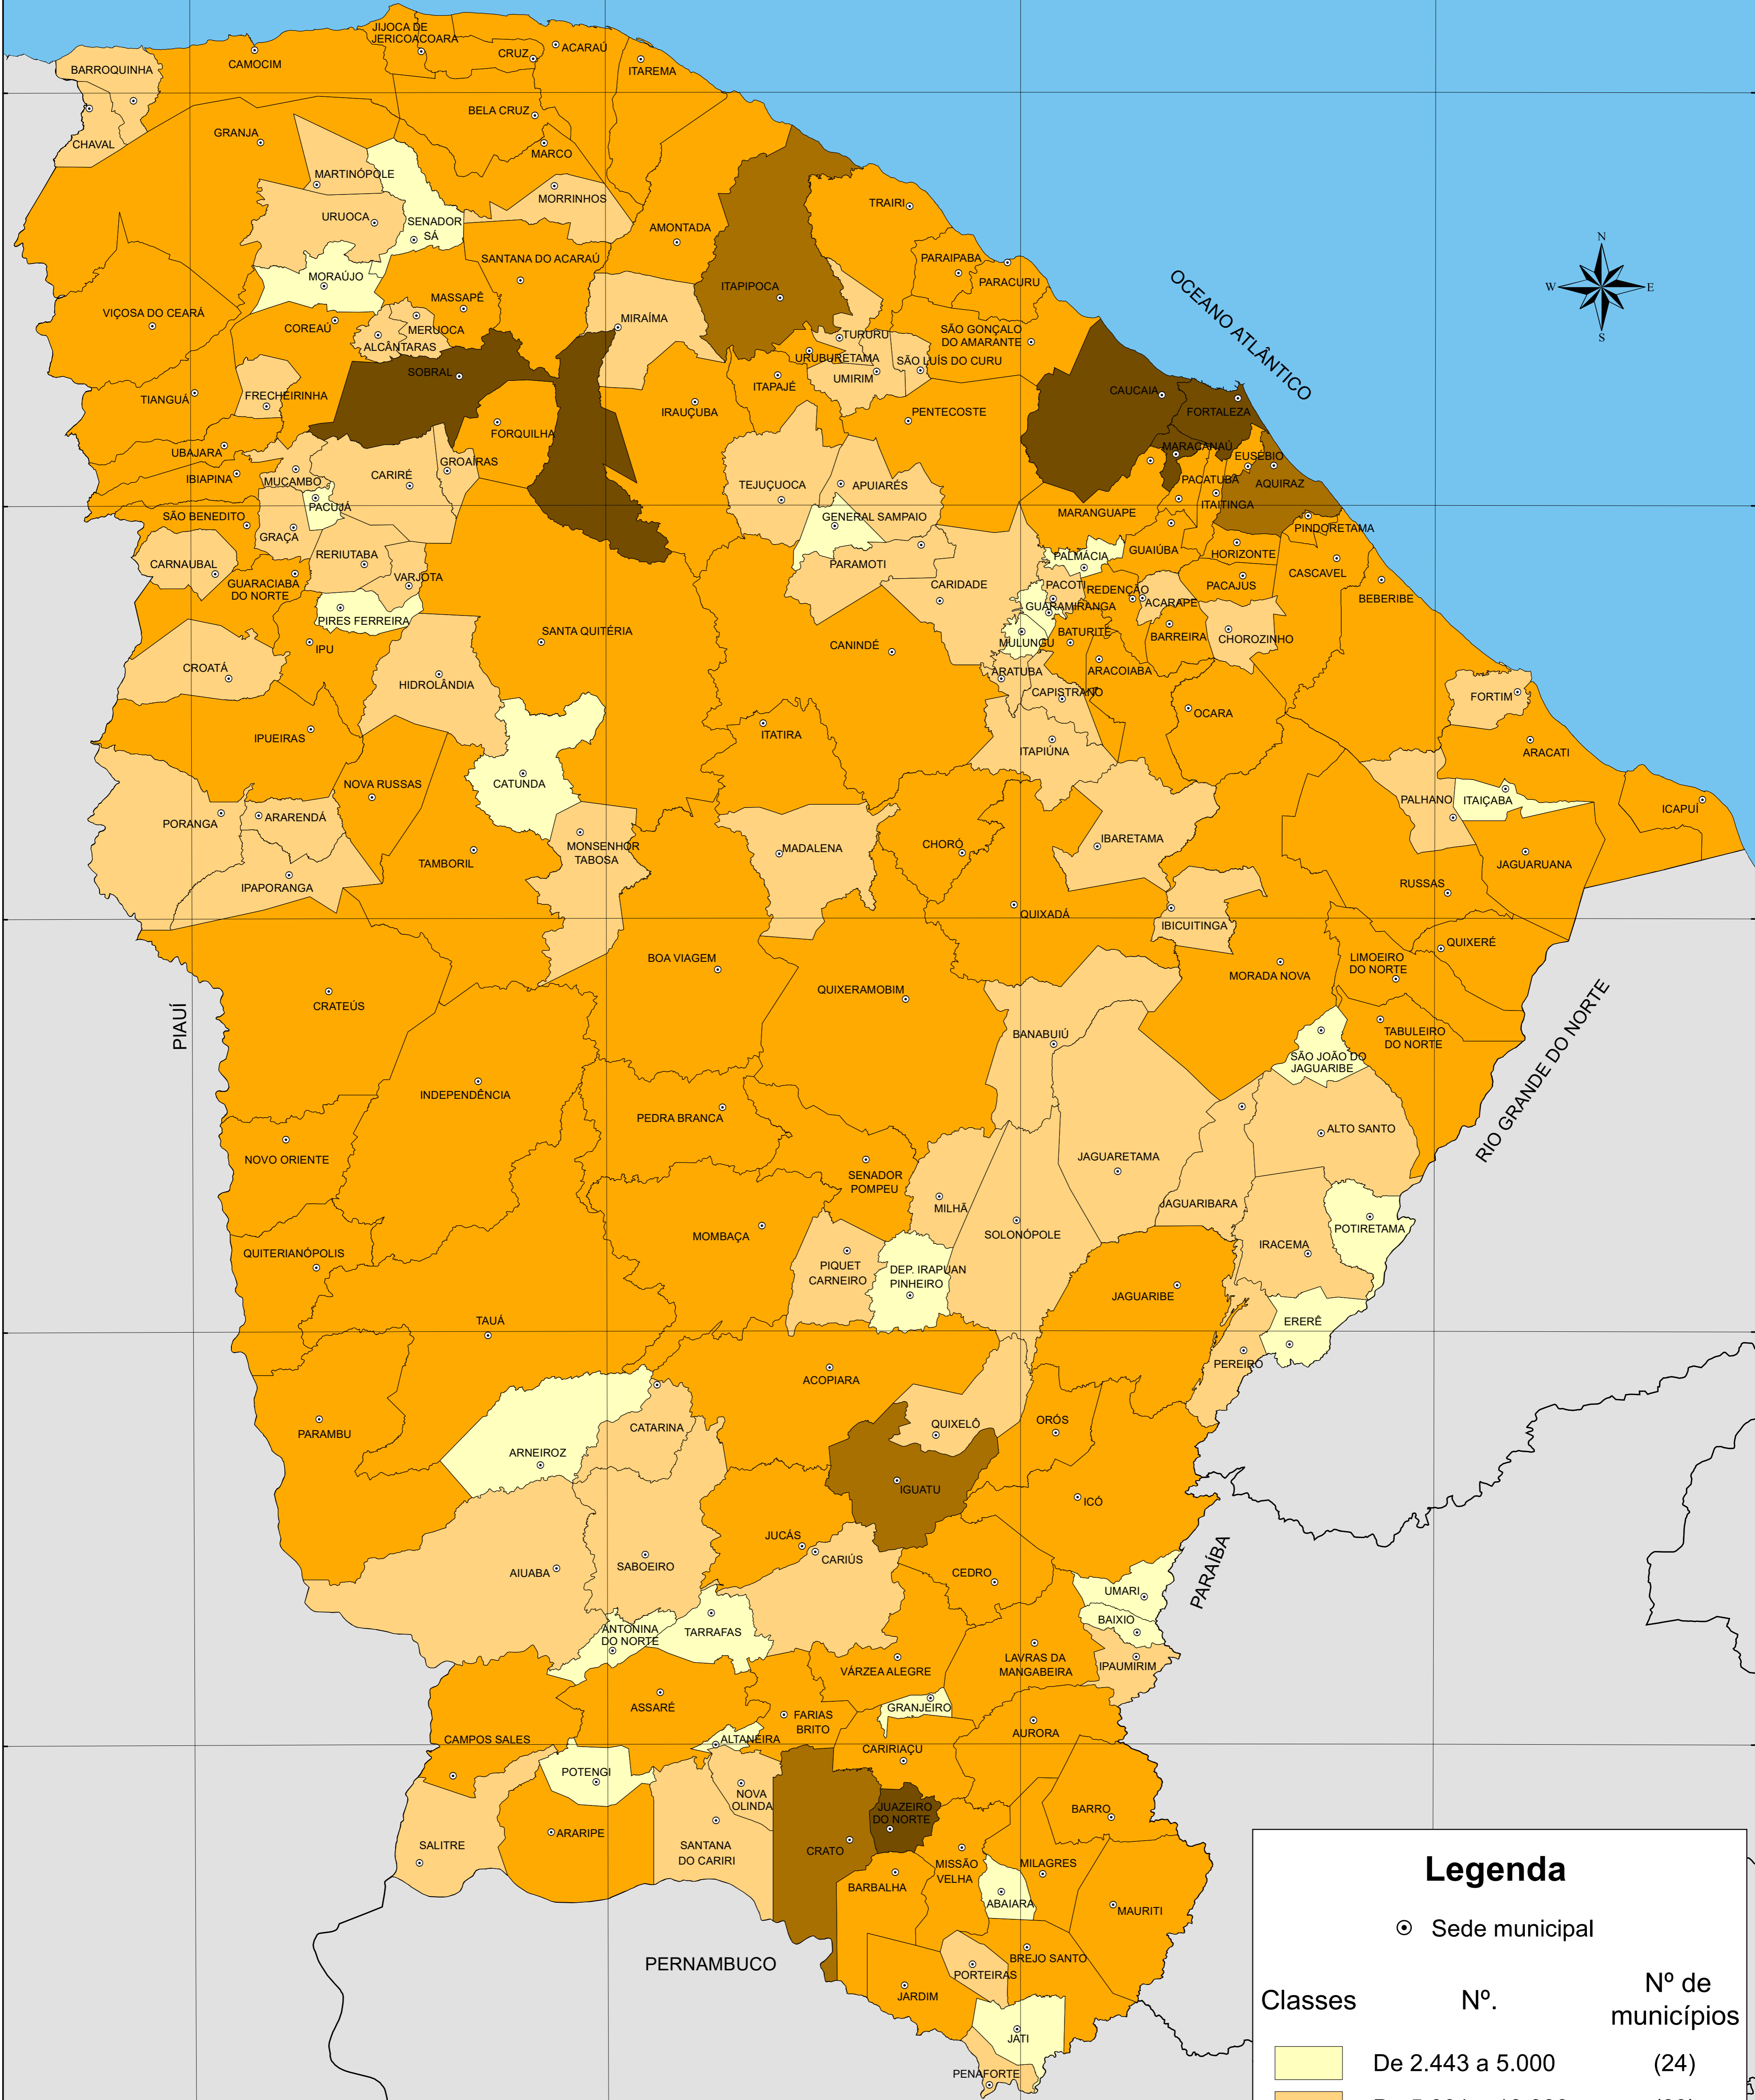 JIJOCA DE
JERICOACOARA
CRUZ
ACARAÚ
BARROQUINHA
CAMOCIM
ITAREMA
BELA CRUZ
GRANJA
CHAVAL
MARCO
MARTINÓPOLE
MORRINHOS
TRAIRI
URUOCA
SENADOR
SÁ
AMONTADA
N
W
E
S
SANTANA DO ACARAÚ
PARAIPABA
MORAÚJO
ITAPIPOCA
PARACURU
OCEANO ATLÂNTICO
MASSAPÊ
VIÇOSA DO CEARÁ
MIRAÍMA
COREAÚ
MERUOCA
SÃO GONÇALO
DO AMARANTE
TURURU
ALCÂNTARAS
URUBURETAMA
SÃO LUÍS DO CURU
SOBRAL
UMIRIM
ITAPAJÉ
CAUCAIA
TIANGUÁ
FRECHEIRINHA
IRAUÇUBA
PENTECOSTE
FORTALEZA
FORQUILHA
MARACANAÚ
UBAJARA
EUSÉBIO
GROAÍRAS
IBIAPINA
MUCAMBO
CARIRÉ
PACATUBA
AQUIRAZ
TEJUÇUOCA
APUIARÉS
PACUJÁ
ITAITINGA
MARANGUAPE
SÃO BENEDITO
GENERAL SAMPAIO
PINDORETAMA
GRAÇA
RERIUTABA
PALMÁCIA
GUAIÚBA
HORIZONTE
CARNAUBAL
PARAMOTI
VARJOTA
CASCAVEL
GUARACIABA
DO NORTE
CARIDADE
PACOTI
REDENÇÃO
PACAJUS
BEBERIBE
ACARAPE
GUARAMIRANGA
PIRES FERREIRA
SANTA QUITÉRIA
BATURITÉ
BARREIRA
CHOROZINHO
IPU
CANINDÉ
MULUNGU
CROATÁ
ARATUBA
ARACOIABA
HIDROLÂNDIA
CAPISTRANO
FORTIM
OCARA
IPUEIRAS
ITATIRA
ITAPIÚNA
ARACATI
NOVA RUSSAS
CATUNDA
PALHANO
ITAIÇABA
ICAPUÍ
PORANGA
ARARENDÁ
IBARETAMA
MONSENHOR
TABOSA
MADALENA
CHORÓ
TAMBORIL
JAGUARUANA
IPAPORANGA
RUSSAS
QUIXADÁ
IBICUITINGA
QUIXERÉ
BOA VIAGEM
LIMOEIRO
DO NORTE
MORADA NOVA
QUIXERAMOBIM
CRATEÚS
PIAUÍ
BANABUIÚ
TABULEIRO
DO NORTE
SÃO JOÃO DO
JAGUARIBE
RIO GRANDE DO NORTE
INDEPENDÊNCIA
PEDRA BRANCA
ALTO SANTO
NOVO ORIENTE
JAGUARETAMA
SENADOR
POMPEU
JAGUARIBARA
MILHÃ
POTIRETAMA
MOMBAÇA
SOLONÓPOLE
IRACEMA
QUITERIANÓPOLIS
PIQUET
CARNEIRO
DEP. IRAPUAN
PINHEIRO
JAGUARIBE
TAUÁ
ERERÊ
PEREIRO
ACOPIARA
QUIXELÔ
ORÓS
CATARINA
PARAMBU
ARNEIROZ
IGUATU
ICÓ
JUCÁS
CARIÚS
SABOEIRO
AIUABA
CEDRO
PARAÍBA
UMARI
BAIXIO
ANTONINA
DO NORTE
TARRAFAS
LAVRAS DA
MANGABEIRA
IPAUMIRIM
VÁRZEA ALEGRE
ASSARÉ
GRANJEIRO
FARIAS
BRITO
AURORA
CAMPOS SALES
ALTANEIRA
CARIRIAÇU
POTENGI
NOVA
OLINDA
JUAZEIRO
DO NORTE
BARRO
ARARIPE
SALITRE
SANTANA
DO CARIRI
CRATO
MISSÃO
VELHA
MILAGRES
BARBALHA
ABAIARA
MAURITI
PERNAMBUCO
BREJO SANTO
PORTEIRAS
JARDIM
JATI
PENAFORTE
Legenda
Sede municipal
Classes Nº. Nº de
municípios
De 2.443 a 5.000 (24)